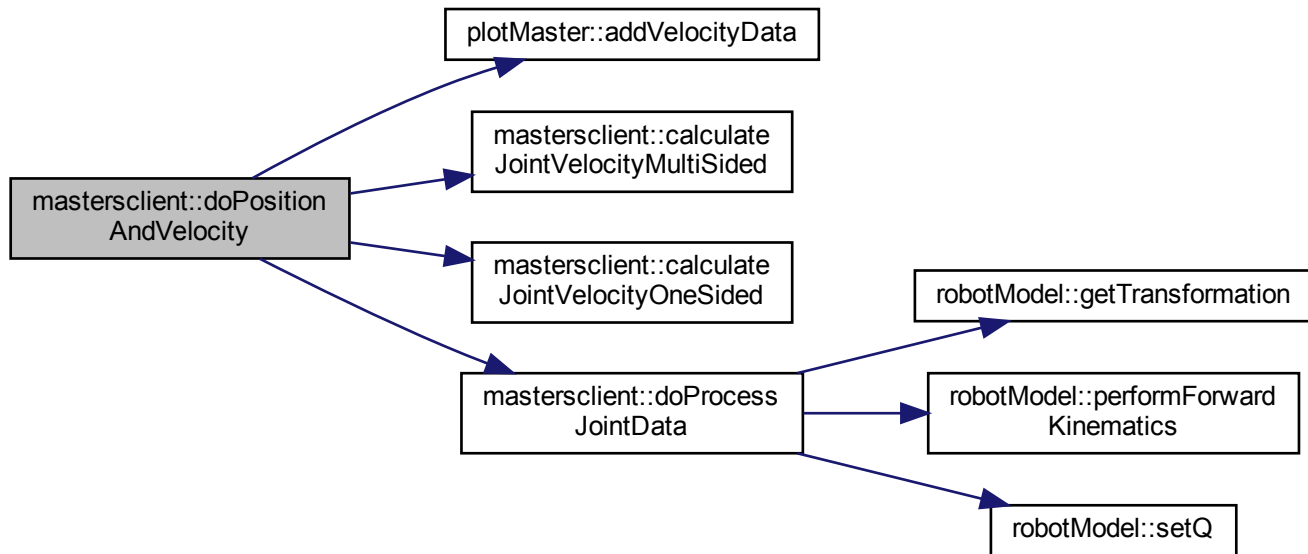 plotMaster::addVelocityData
mastersclient::calculate
JointVelocityMultiSided
mastersclient::doPosition
AndVelocity
mastersclient::calculate
JointVelocityOneSided
robotModel::getTransformation
mastersclient::doProcess
JointData
robotModel::performForward
Kinematics
robotModel::setQ